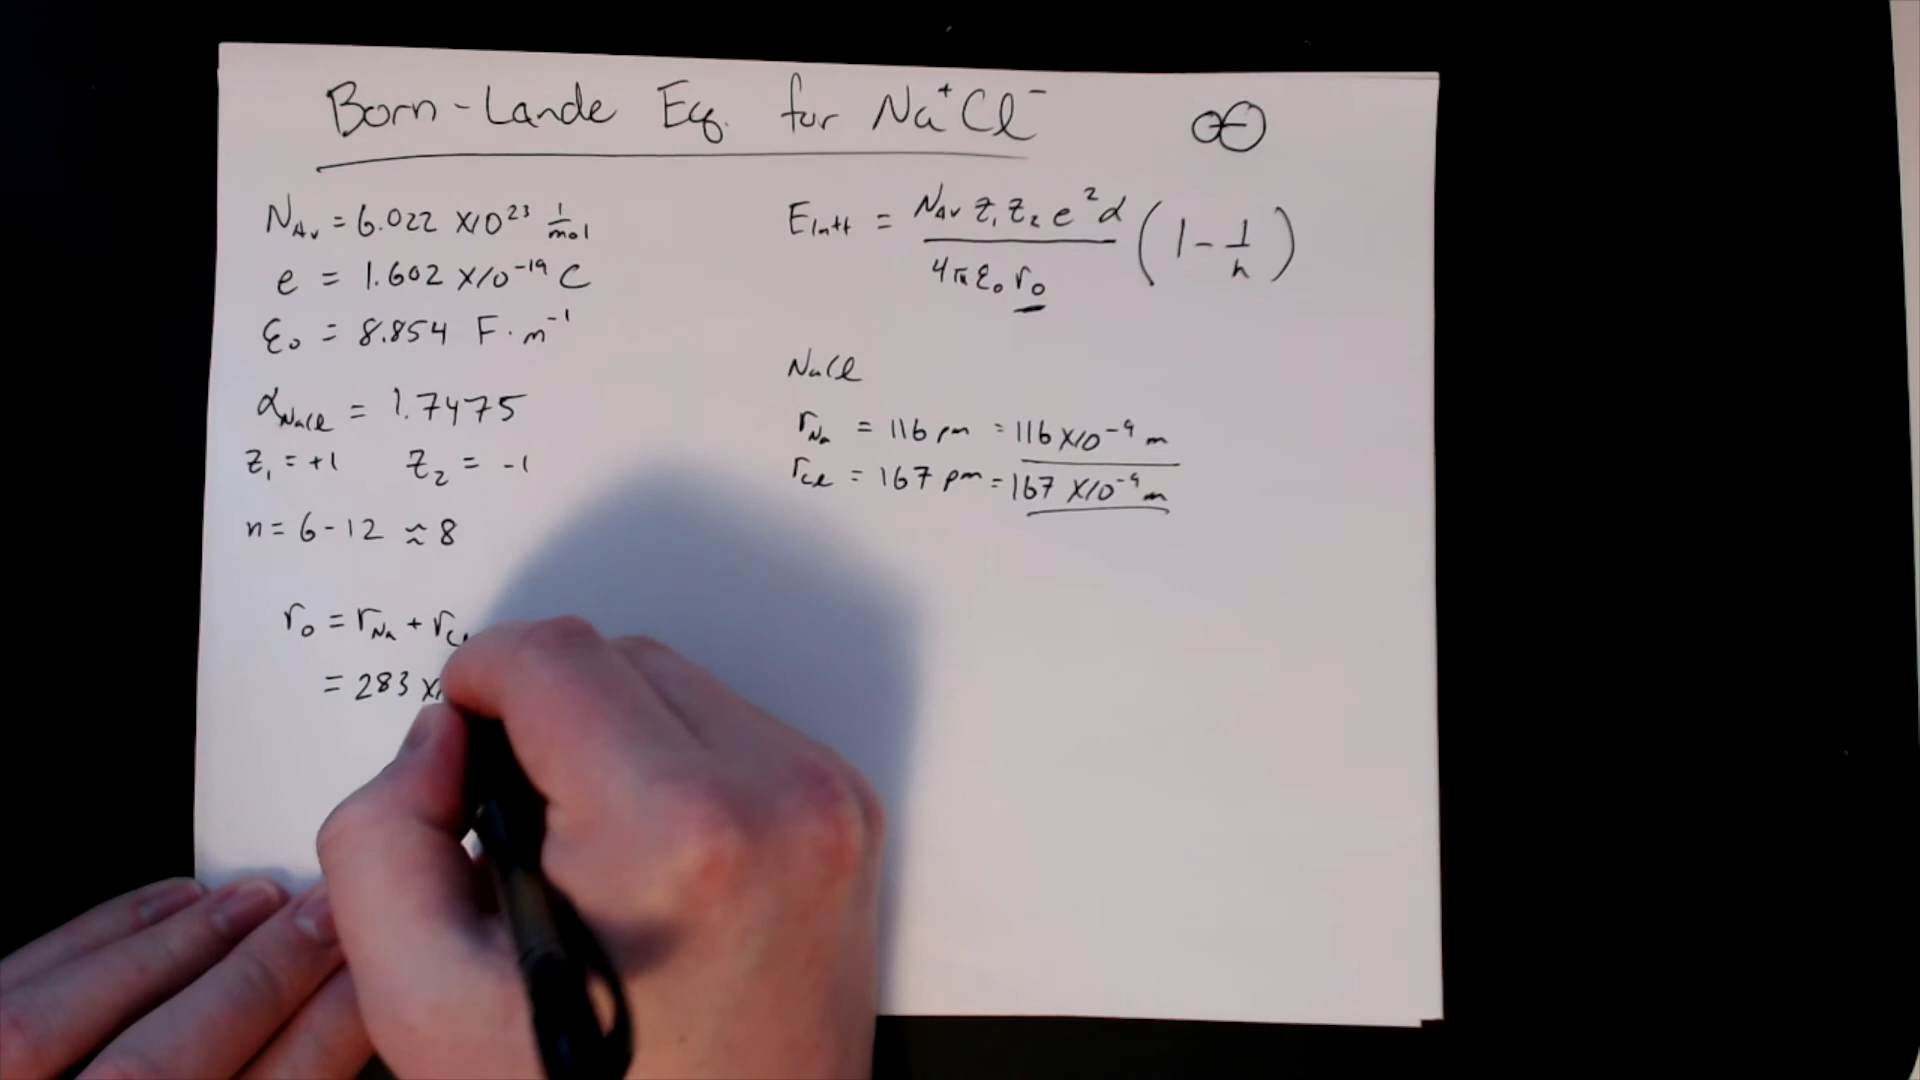 Born-Lande Eq. for Na⁺Cl⁻
N_Av = 6.022 x10²³ 1/mol
e = 1.602 x10⁻¹⁹ C
ε₀ = 8.854 F·m⁻¹
α_NaCl = 1.7475
Z₁ = +1 Z₂ = -1
n = 6-12 ≈ 8
r₀ = r_Na + r_Cl
= 283 x
E_latt = N_Av Z₁ Z₂ e² α / 4πε₀ r₀ (1 - 1/n)
NaCl
r_Na = 116 pm = 116 x10⁻⁹ m
r_Cl = 167 pm = 167 x10⁻⁹ m